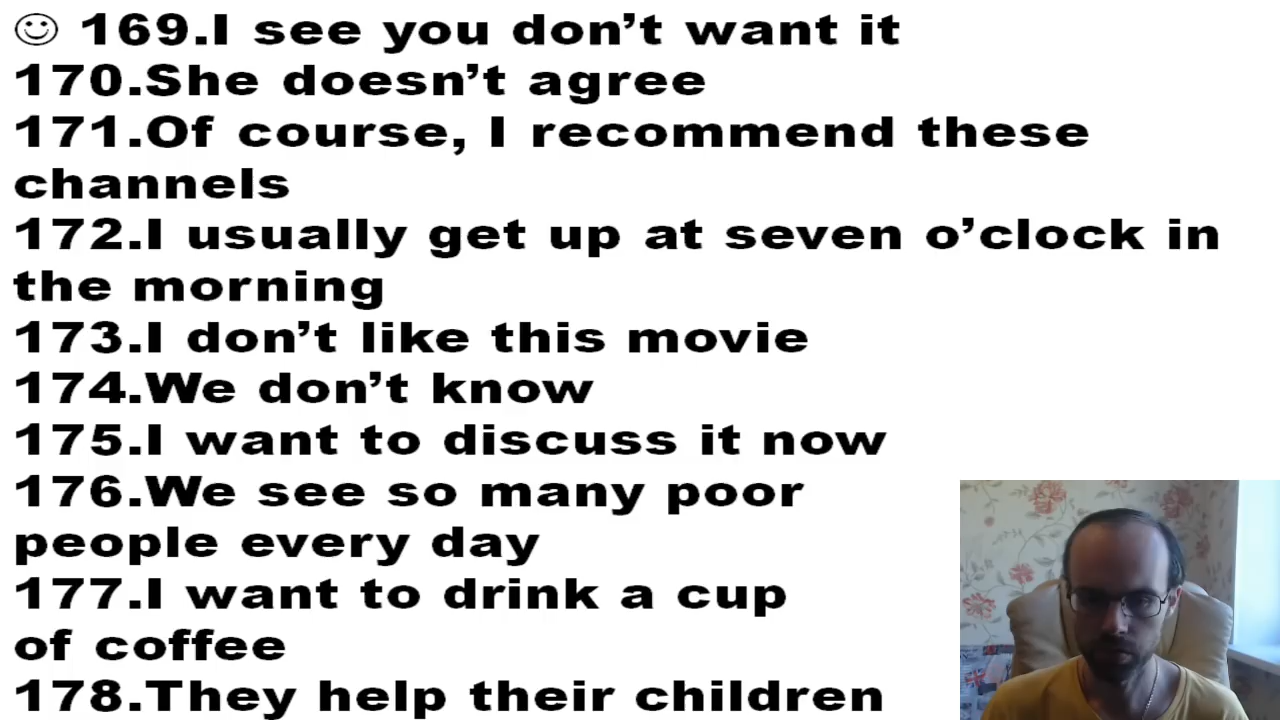 ☺ 169.I see you don’t want it
170.She doesn’t agree
171.Of course, I recommend these
channels
172.I usually get up at seven o’clock in
the morning
173.I don’t like this movie
174.We don’t know
175.I want to discuss it now
176.We see so many poor
people every day
177.I want to drink a cup
of coffee
178.They help their children